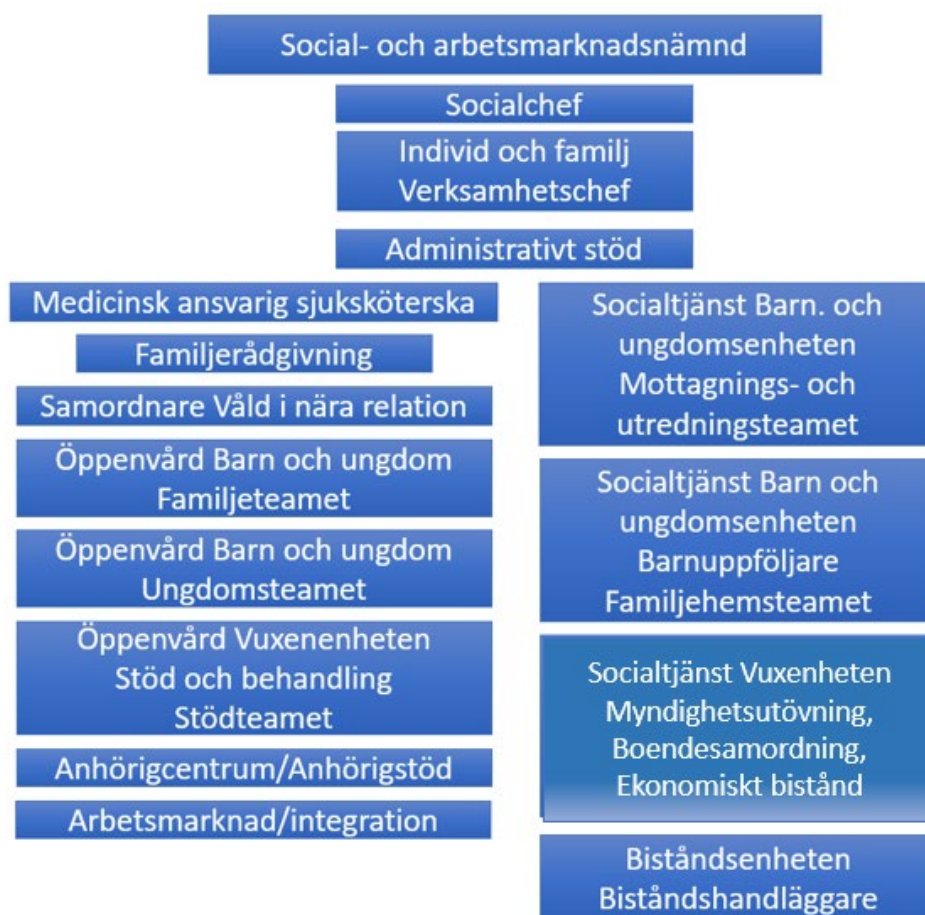 Social- och arbetsmarknadsnämnd
Socialchef
Individ och familj
Verksamhetschef
Administrativt stöd
Medicinsk ansvarig sjuksköterska
Familjerådgivning
Samordnare Våld i nära relation
Öppenvård Barn och ungdom
Familjeteamet
Öppenvård Barn och ungdom
Ungdomsteamet
Öppenvård Vuxenenheten
Stöd och behandling
Stödteamet
Anhörigcentrum/Anhörigstöd
Arbetsmarknad/integration
Socialtjänst Barn. och
ungdomsenheten
Mottagnings- och
utredningsteamet
Socialtjänst Barn och
ungdomsenheten
Barnuppföljare
Familjehemsteamet
Socialtjänst Vuxenheten
Myndighetsutövning,
Boendesamordning,
Ekonomiskt bistånd
Biståndsenheten
Biståndshandläggare